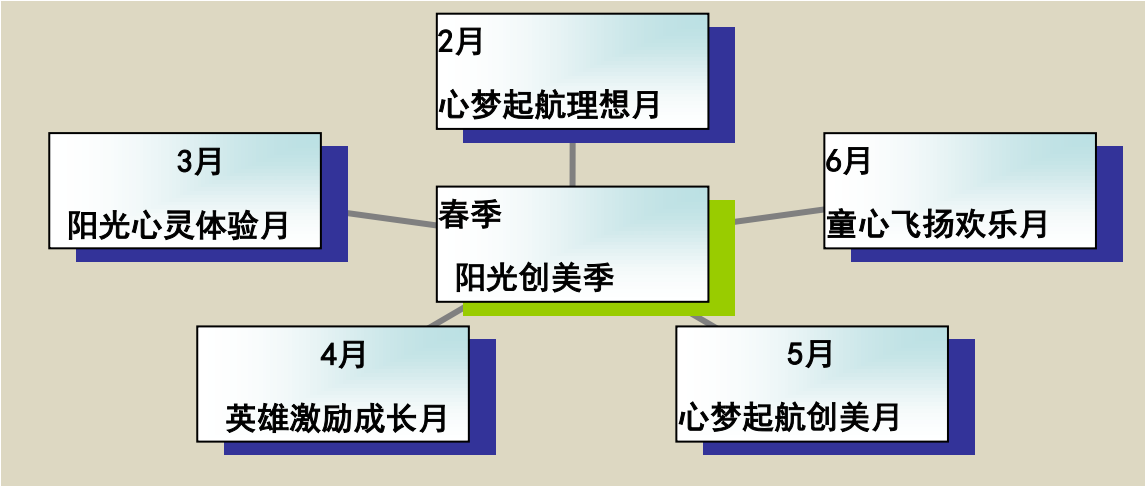 2月
心梦起航理想月
3月
阳光心灵体验月
6月
童心飞扬欢乐月
春季
阳光创美季
4月
英雄激励成长月
5月
心梦起航创美月